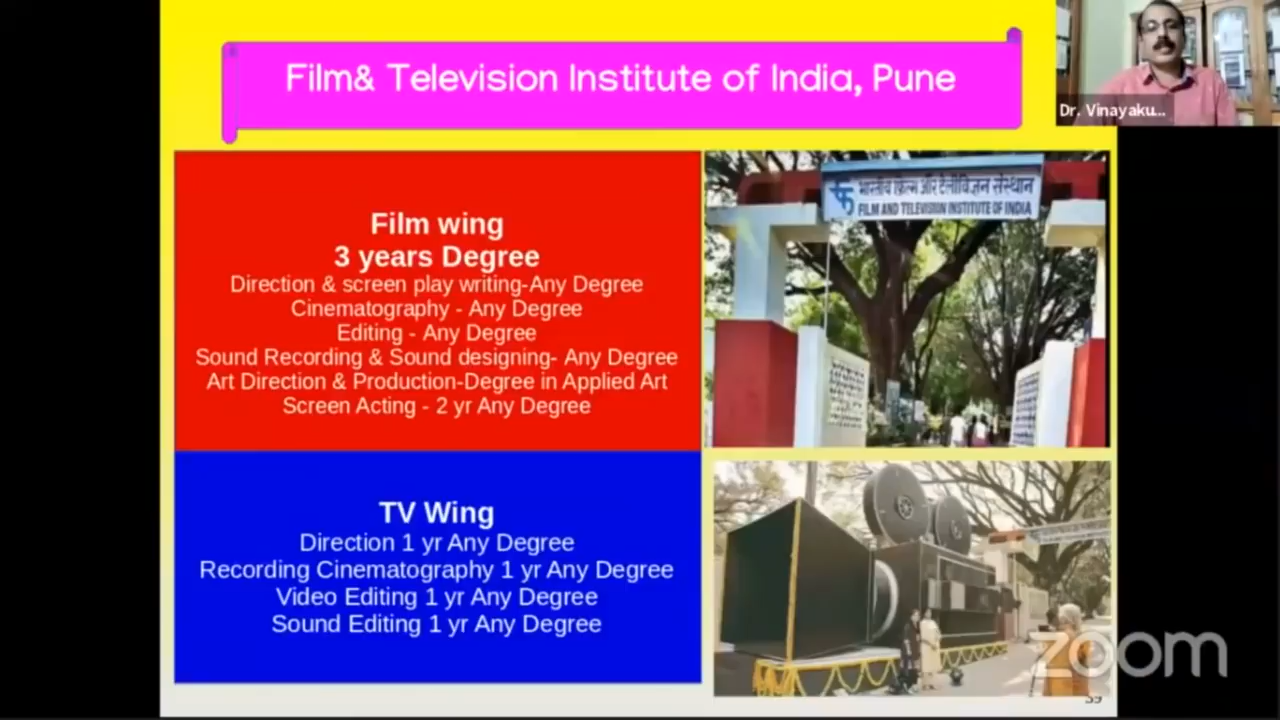 Film& Television Institute of India, Pune
Dr. Vinayaku...
Film wing
3 years Degree
Direction & screen play writing-Any Degree
Cinematography - Any Degree
Editing - Any Degree
Sound Recording & Sound designing- Any Degree
Art Direction & Production-Degree in Applied Art
Screen Acting - 2 yr Any Degree
भारतीय फ़िल्म और टेलीविज़न संस्थान
FILM AND TELEVISION INSTITUTE OF INDIA
TV Wing
Direction 1 yr Any Degree
Recording Cinematography 1 yr Any Degree
Video Editing 1 yr Any Degree
Sound Editing 1 yr Any Degree
zoom